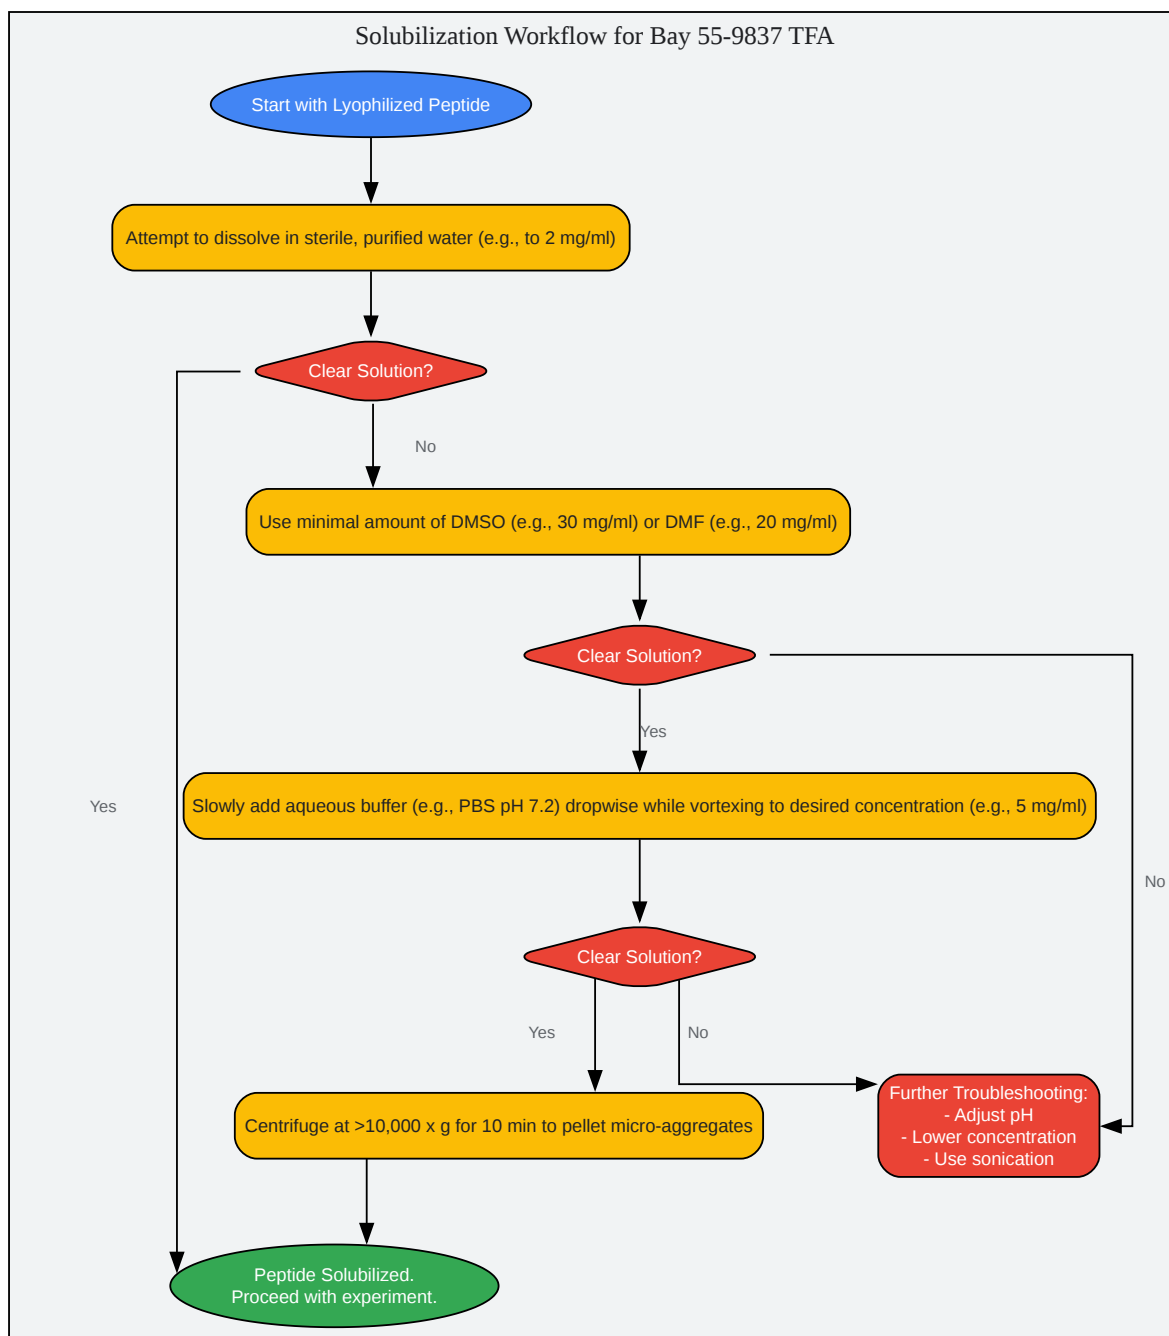 Solubilization Workflow for Bay 55-9837 TFA
Start with Lyophilized Peptide
Attempt to dissolve in sterile, purified water (e.g., to 2 mg/ml)
Clear Solution?
No
Use minimal amount of DMSO (e.g., 30 mg/ml) or DMF (e.g., 20 mg/ml)
Clear Solution?
Yes
Yes
Slowly add aqueous buffer (e.g., PBS pH 7.2) dropwise while vortexing to desired concentration (e.g., 5 mg/ml)
No
Clear Solution?
Yes
No
Further Troubleshooting:
- Adjust pH
- Lower concentration
- Use sonication
Centrifuge at >10,000 x g for 10 min to pellet micro-aggregates
Peptide Solubilized.
Proceed with experiment.